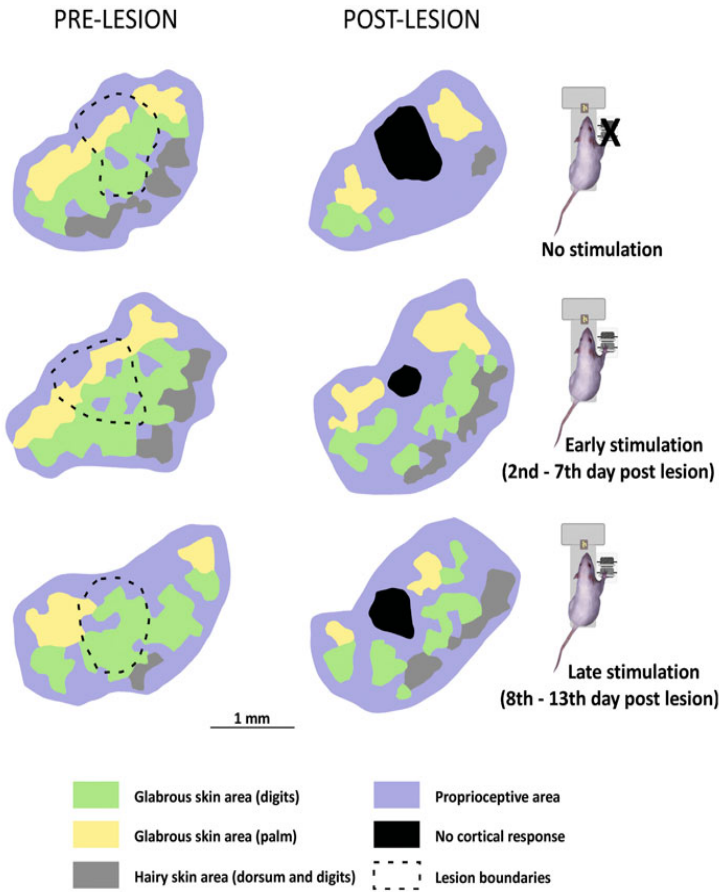 PRE-LESION
POST-LESION
X
No stimulation
Early stimulation
(2nd - 7th day post lesion)
Late stimulation
(8th - 13th day post lesion)
1 mm
Glabrous skin area (digits)
Proprioceptive area
Glabrous skin area (palm)
No cortical response
Hairy skin area (dorsum and digits)
Lesion boundaries